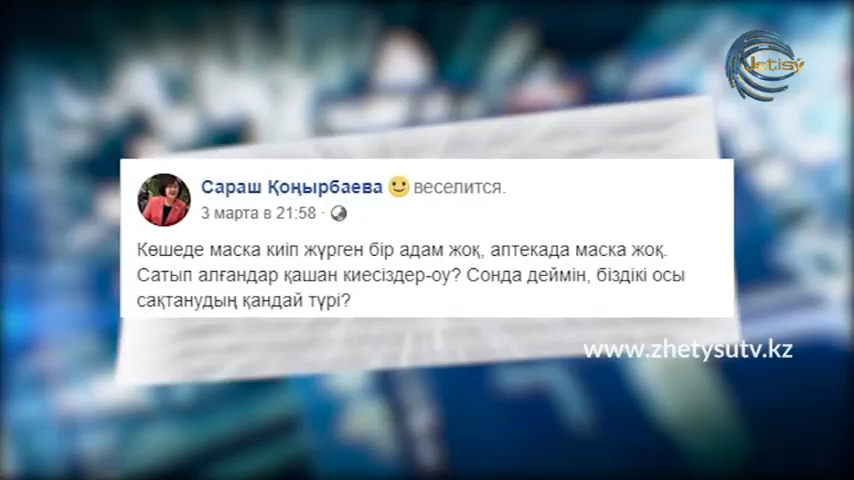 Jetisý
Сараш Қоңырбаева веселится.
3 марта в 21:58 ·
Көшеде маска киіп жүрген бір адам жоқ, аптекада маска жоқ.
Сатып алғандар қашан киесіздер-оу? Сонда деймін, біздікі осы
сақтанудың қандай түрі?
www.zhetysutv.kz